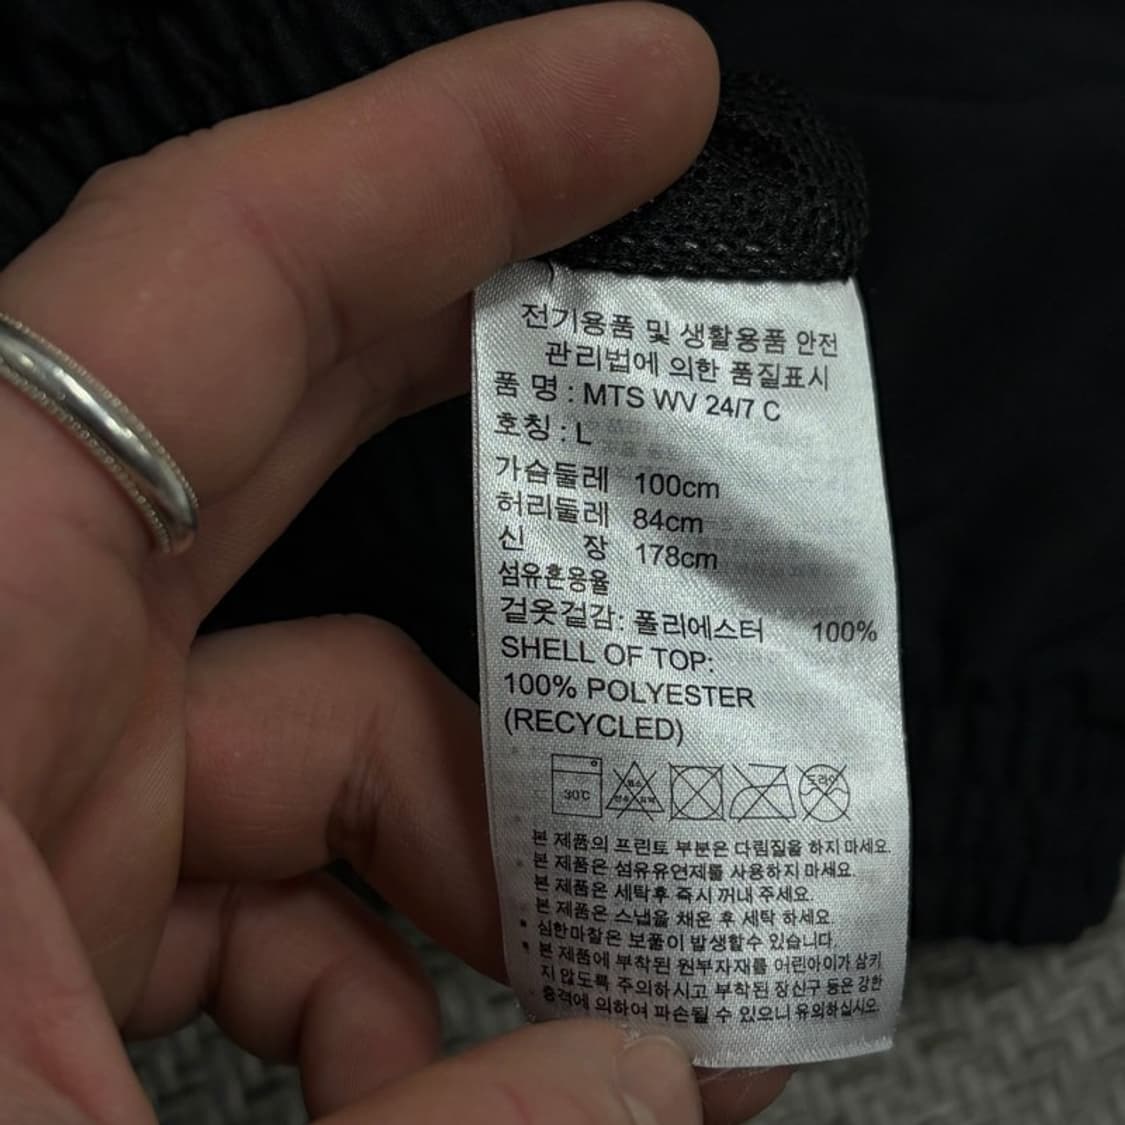 전기용품 및 생활용품 안전
관리법에 의한 품질표시
품 명 : MTS WV 24/7 C
호칭 : L
가슴둘레 100cm
허리둘레 84cm
신 장 178cm
섬유혼용율
겉옷겉감: 폴리에스터 100%
SHELL OF TOP:
100% POLYESTER
(RECYCLED)
30℃ 드라이
본 제품의 프린트 부분은 다림질을 하지 마세요.
본 제품은 섬유유연제를 사용하지 마세요.
본 제품은 세탁후 즉시 꺼내 주세요.
본 제품은 스냅을 채운 후 세탁 하세요.
심한마찰은 보풀이 발생할수 있습니다.
본 제품에 부착된 원부자재를 어린아이가 삼키
지 않도록 주의하시고 부착된 장신구 등은 강한
충격에 의하여 파손될 수 있으니 유의하십시오.